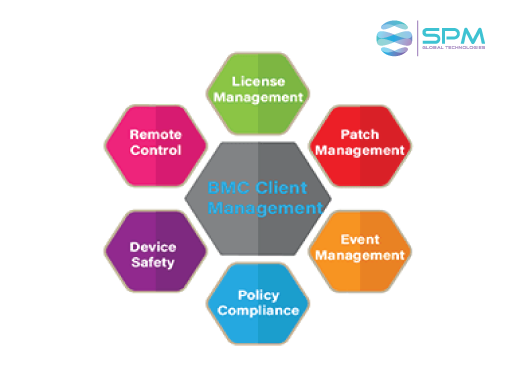 SPM
GLOBAL TECHNOLOGIES
License
Management
Remote
Control
Patch
Management
BMC Client
Management
Device
Safety
Event
Management
Policy
Compliance